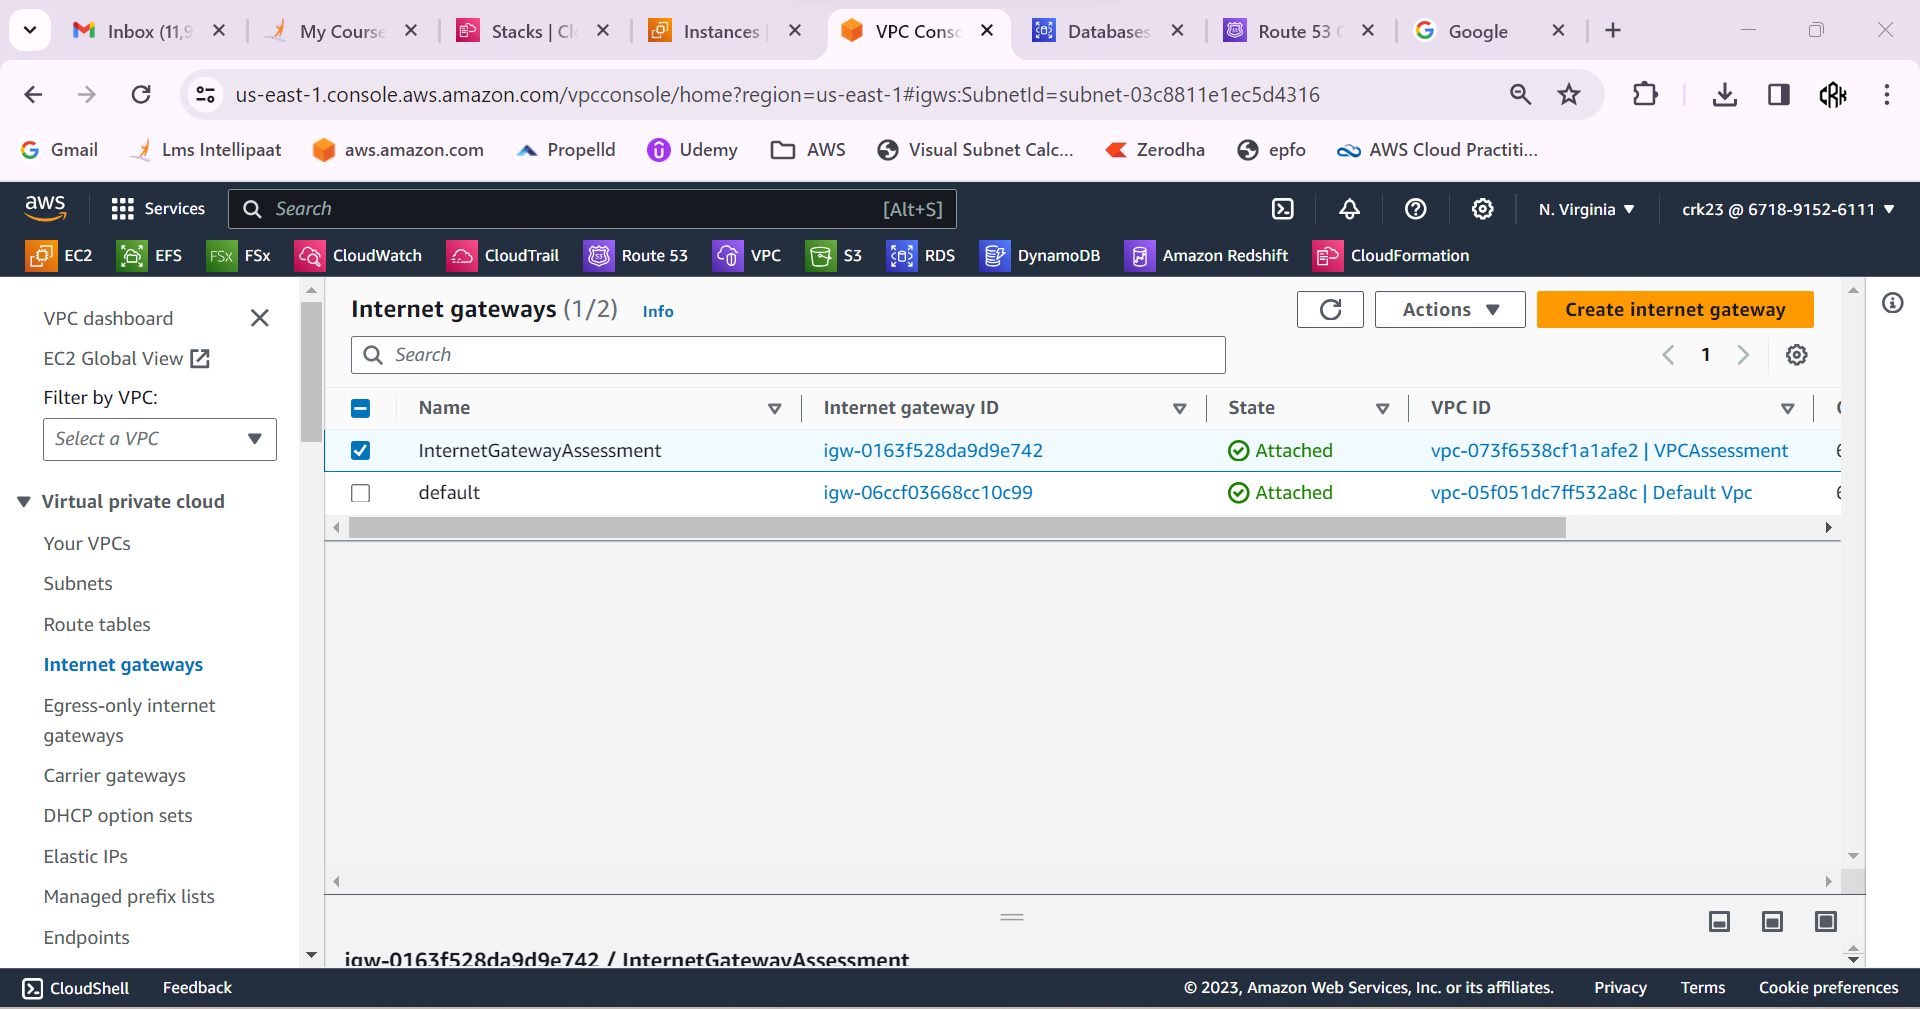 Inbox (11,9
My Course
Stacks | Cl
Instances |
VPC Consc
Databases
Route 53 C
Google
us-east-1.console.aws.amazon.com/vpcconsole/home?region=us-east-1#igws:SubnetId=subnet-03c8811e1ec5d4316
CRK
Gmail
Lms Intellipaat
aws.amazon.com
Propelld
Udemy
AWS
Visual Subnet Calc...
Zerodha
epfo
AWS Cloud Practiti...
aws
Services
Search
[Alt+S]
N. Virginia
crk23 @ 6718-9152-6111
EC2
EFS
FSx
FSx
CloudWatch
CloudTrail
53
Route 53
VPC
S3
RDS
DynamoDB
Amazon Redshift
CloudFormation
VPC dashboard
EC2 Global View
Filter by VPC:
Select a VPC
Virtual private cloud
Your VPCs
Subnets
Route tables
Internet gateways
Egress-only internet
gateways
Carrier gateways
DHCP option sets
Elastic IPs
Managed prefix lists
Endpoints
Internet gateways (1/2) Info
Actions
Create internet gateway
Search
1
Name
Internet gateway ID
State
VPC ID
InternetGatewayAssessment
igw-0163f528da9d9e742
Attached
vpc-073f6538cf1a1afe2 | VPCAssessment
default
igw-06ccf03668cc10c99
Attached
vpc-05f051dc7ff532a8c | Default Vpc
igw-0163f528da9d9e742 / InternetGatewayAssessment
CloudShell
Feedback
© 2023, Amazon Web Services, Inc. or its affiliates.
Privacy
Terms
Cookie preferences